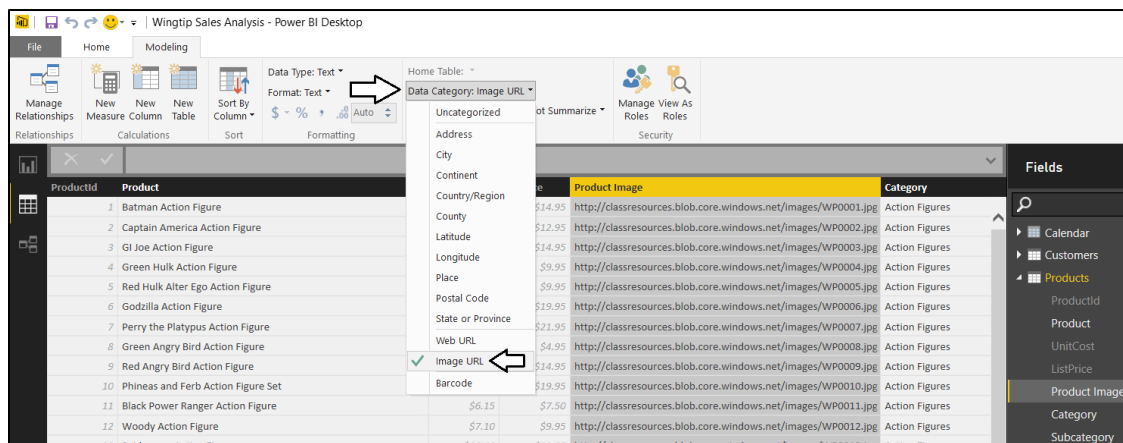 Wingtip Sales Analysis - Power BI Desktop
File Home Modeling
Manage Relationships
New Measure
New Column
New Table
Sort By Column
Data Type: Text
Format: Text
$ % , .00 Auto
Home Table:
Data Category: Image URL
ot Summarize
Manage Roles
View As Roles
Relationships Calculations Sort Formatting Security
Uncategorized
Address
City
Continent
Country/Region
County
Latitude
Longitude
Place
Postal Code
State or Province
Web URL
Image URL
Barcode
ProductId Product Product Image Category
1 Batman Action Figure $14.95 http://classresources.blob.core.windows.net/images/WP0001.jpg Action Figures
2 Captain America Action Figure $12.95 http://classresources.blob.core.windows.net/images/WP0002.jpg Action Figures
3 GI Joe Action Figure $14.95 http://classresources.blob.core.windows.net/images/WP0003.jpg Action Figures
4 Green Hulk Action Figure $9.95 http://classresources.blob.core.windows.net/images/WP0004.jpg Action Figures
5 Red Hulk Alter Ego Action Figure $9.95 http://classresources.blob.core.windows.net/images/WP0005.jpg Action Figures
6 Godzilla Action Figure $19.95 http://classresources.blob.core.windows.net/images/WP0006.jpg Action Figures
7 Perry the Platypus Action Figure $21.95 http://classresources.blob.core.windows.net/images/WP0007.jpg Action Figures
8 Green Angry Bird Action Figure $4.95 http://classresources.blob.core.windows.net/images/WP0008.jpg Action Figures
9 Red Angry Bird Action Figure $14.95 http://classresources.blob.core.windows.net/images/WP0009.jpg Action Figures
10 Phineas and Ferb Action Figure Set $19.95 http://classresources.blob.core.windows.net/images/WP0010.jpg Action Figures
11 Black Power Ranger Action Figure $6.15 $7.50 http://classresources.blob.core.windows.net/images/WP0011.jpg Action Figures
12 Woody Action Figure $7.10 $9.95 http://classresources.blob.core.windows.net/images/WP0012.jpg Action Figures
Fields
Calendar
Customers
Products
ProductId
Product
UnitCost
ListPrice
Product Image
Category
Subcategory